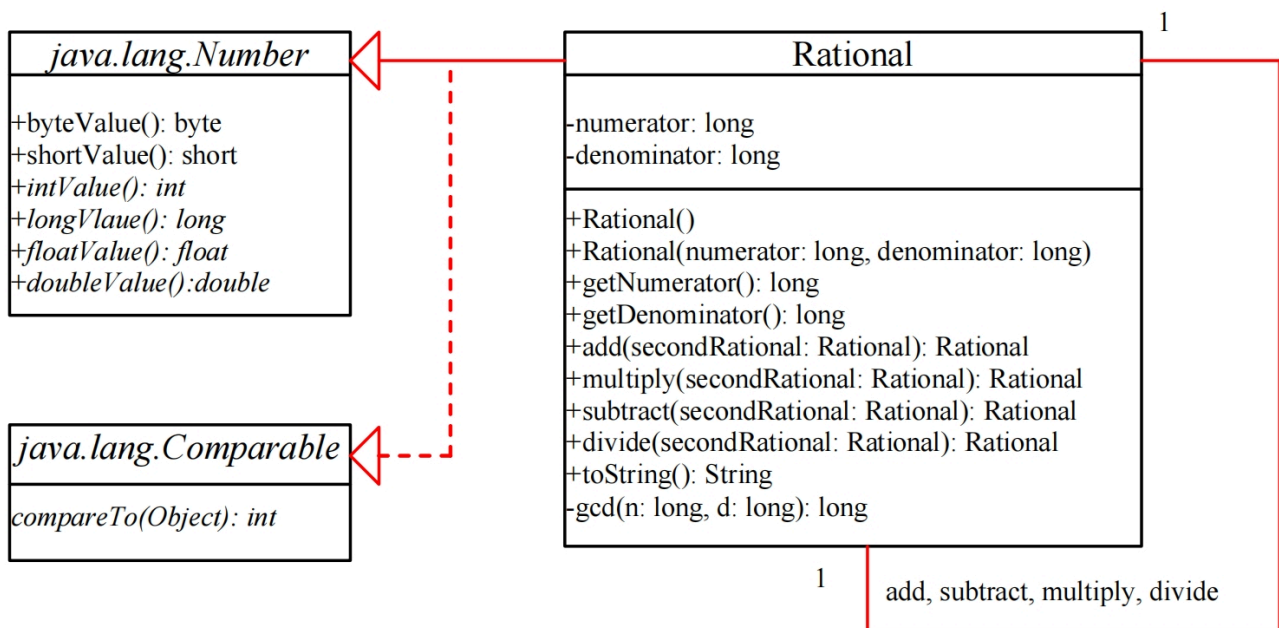 java.lang.Number
+byteValue(): byte
+shortValue(): short
+intValue(): int
+longVlaue(): long
+floatValue(): float
+doubleValue():double
java.lang.Comparable
compareTo(Object): int
1
Rational
-numerator: long
-denominator: long
+Rational()
+Rational(numerator: long, denominator: long)
+getNumerator(): long
+getDenominator(): long
+add(secondRational: Rational): Rational
+multiply(secondRational: Rational): Rational
+subtract(secondRational: Rational): Rational
+divide(secondRational: Rational): Rational
+toString(): String
-gcd(n: long, d: long): long
1
add, subtract, multiply, divide